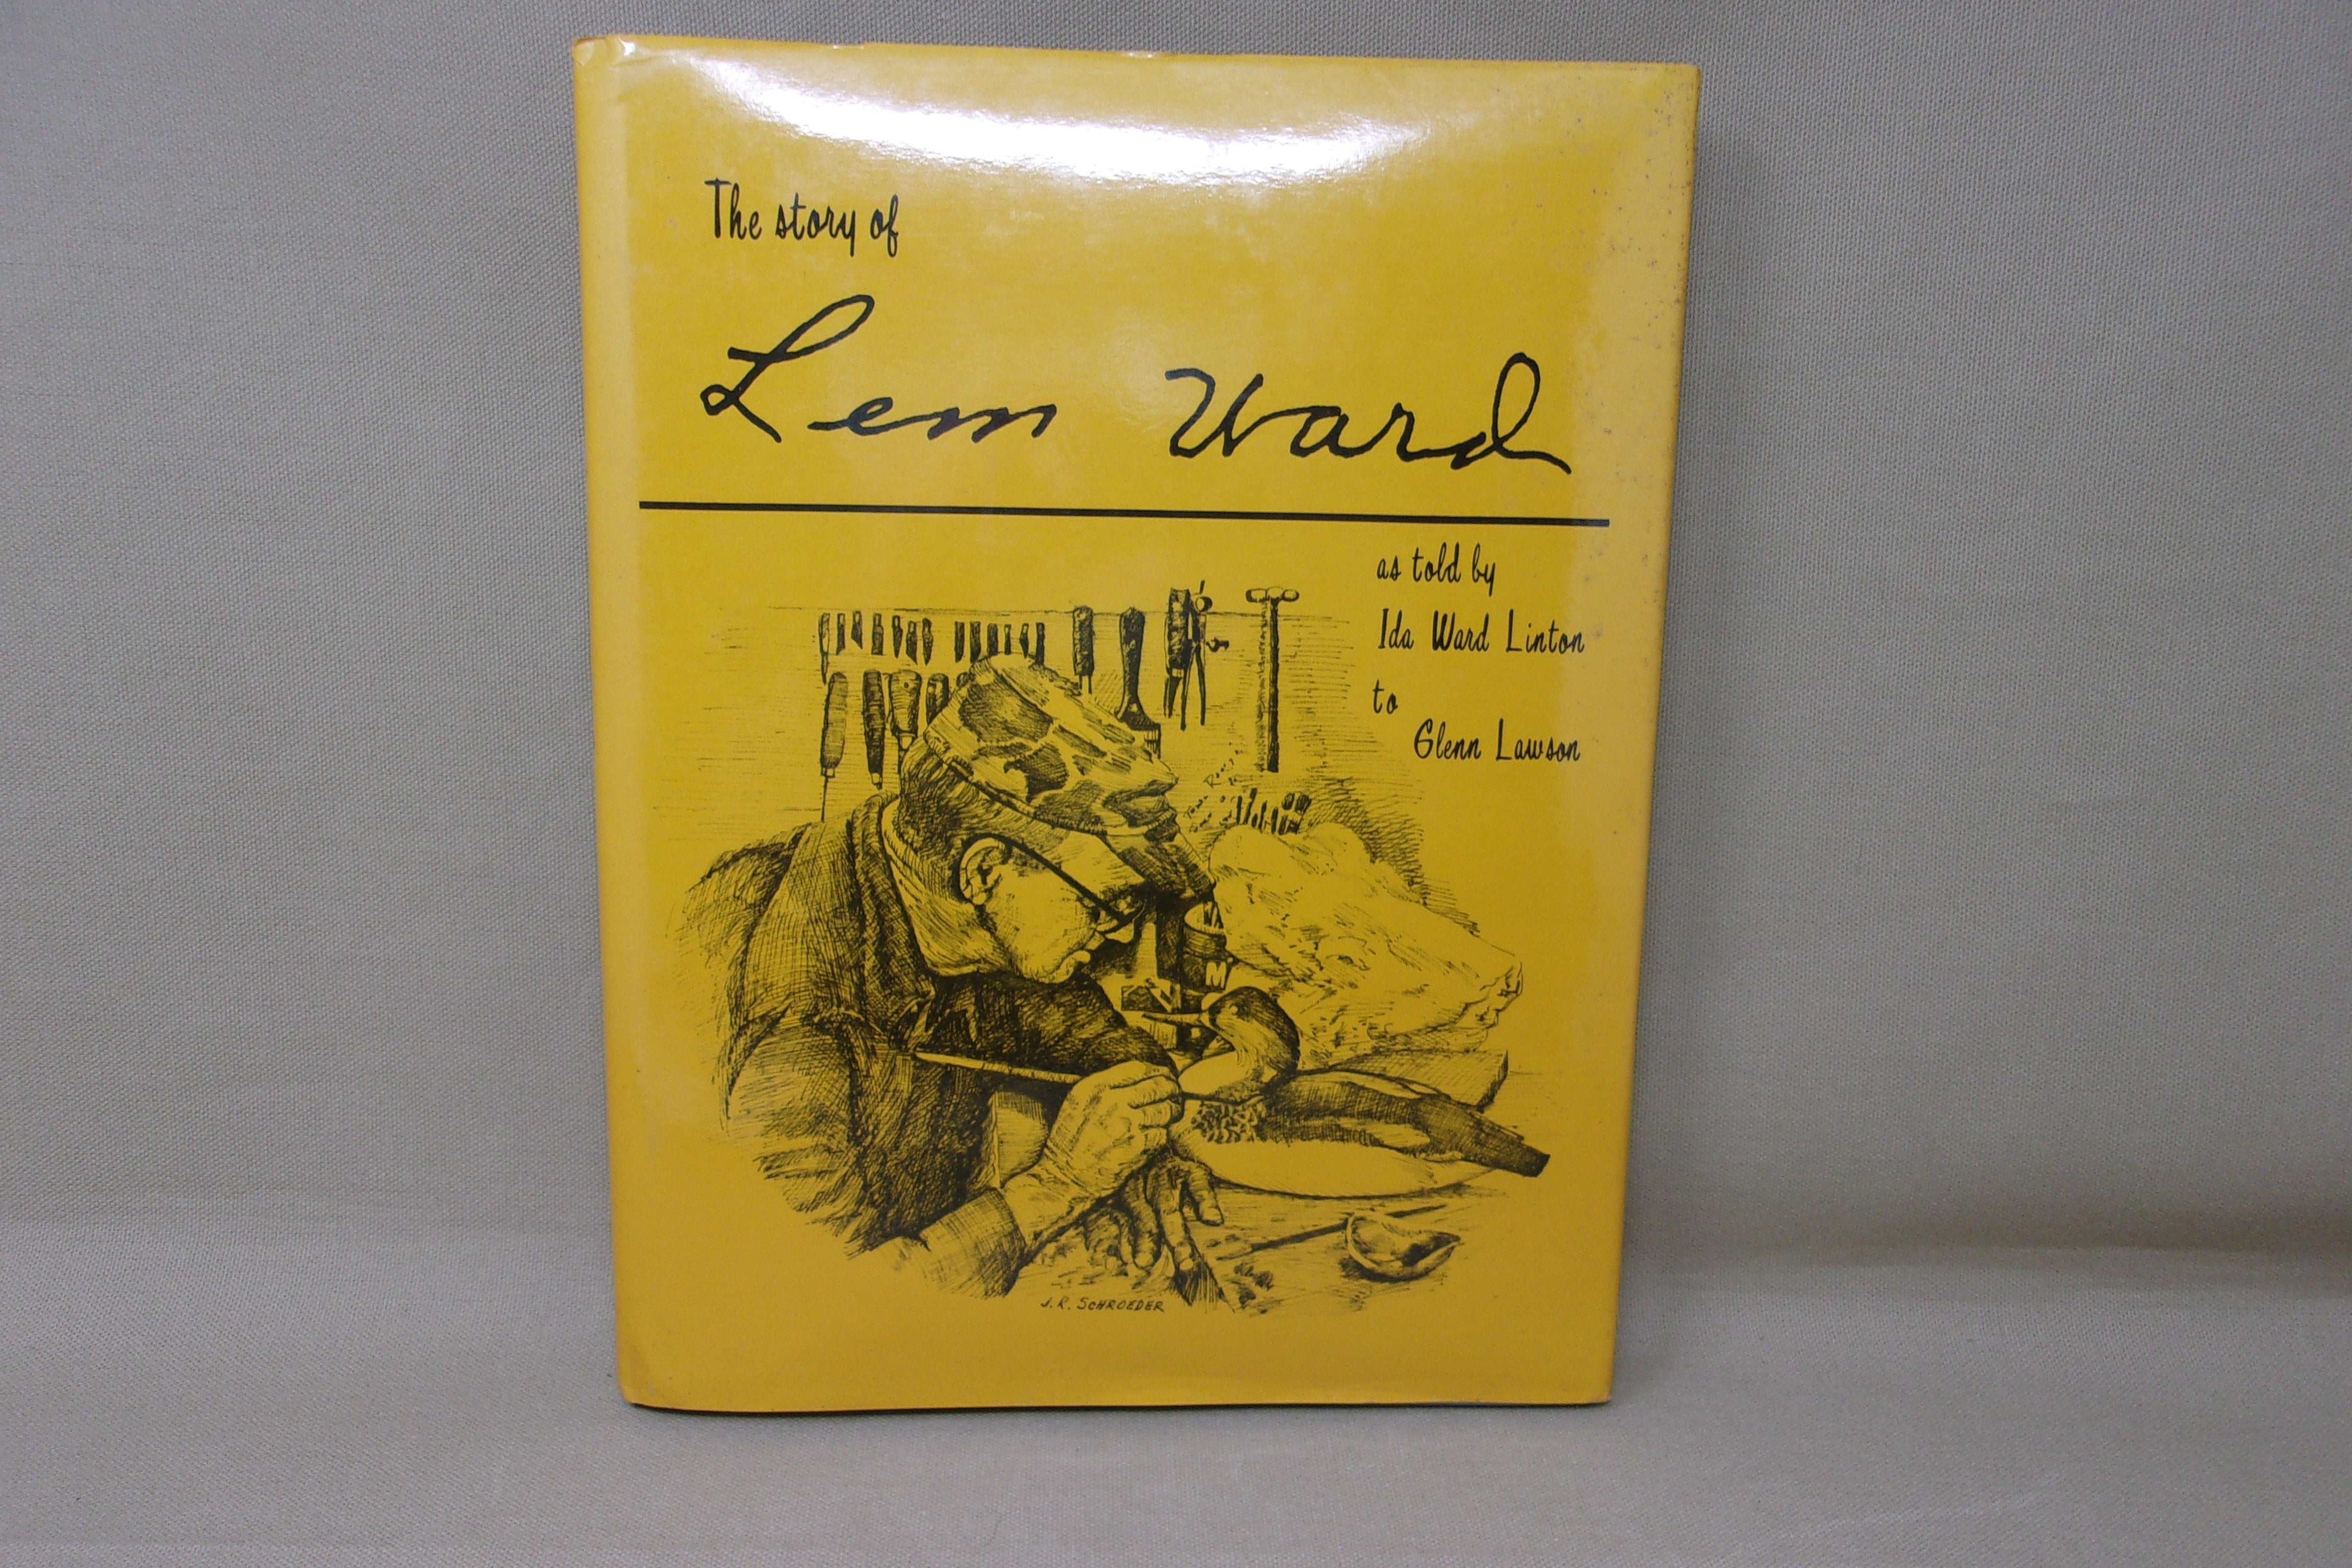 The story of
Lem Ward
as told by
Ida Ward Linton
to
Glenn Lawson
M
J. R. SCHROEDER